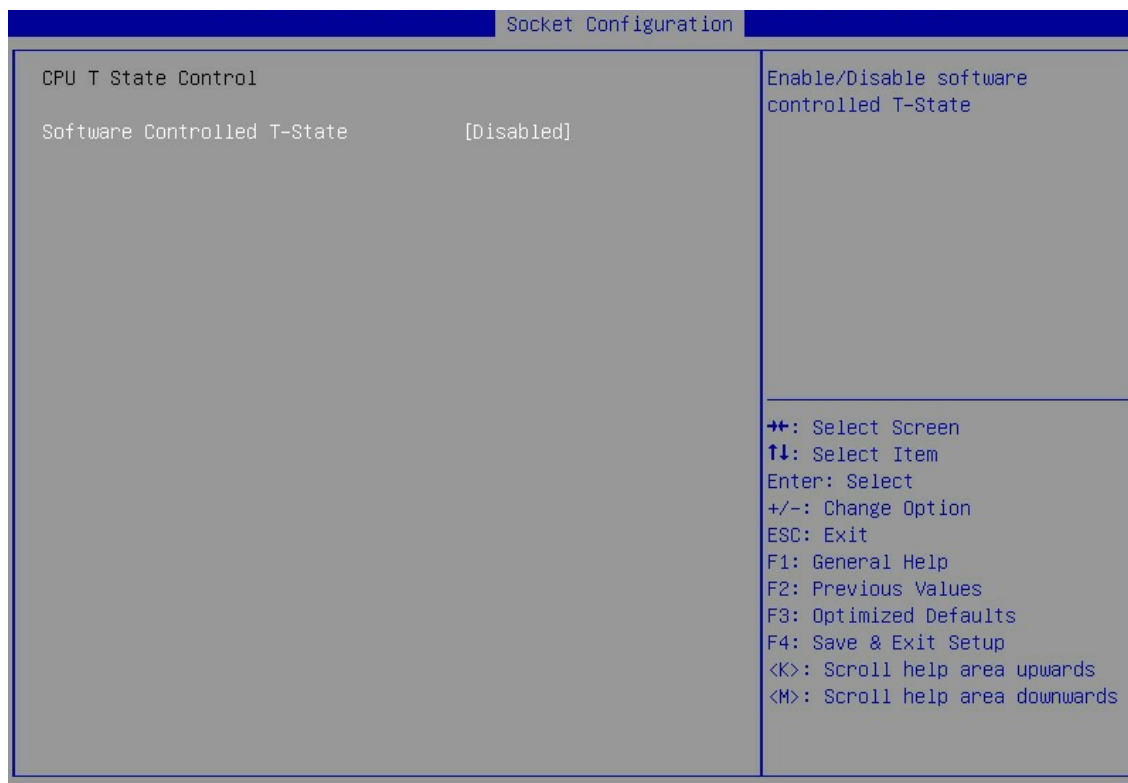 Socket Configuration
CPU T State Control
Software Controlled T-State [Disabled]
Enable/Disable software
controlled T-State
→←: Select Screen
↑↓: Select Item
Enter: Select
+/-: Change Option
ESC: Exit
F1: General Help
F2: Previous Values
F3: Optimized Defaults
F4: Save & Exit Setup
<K>: Scroll help area upwards
<M>: Scroll help area downwards